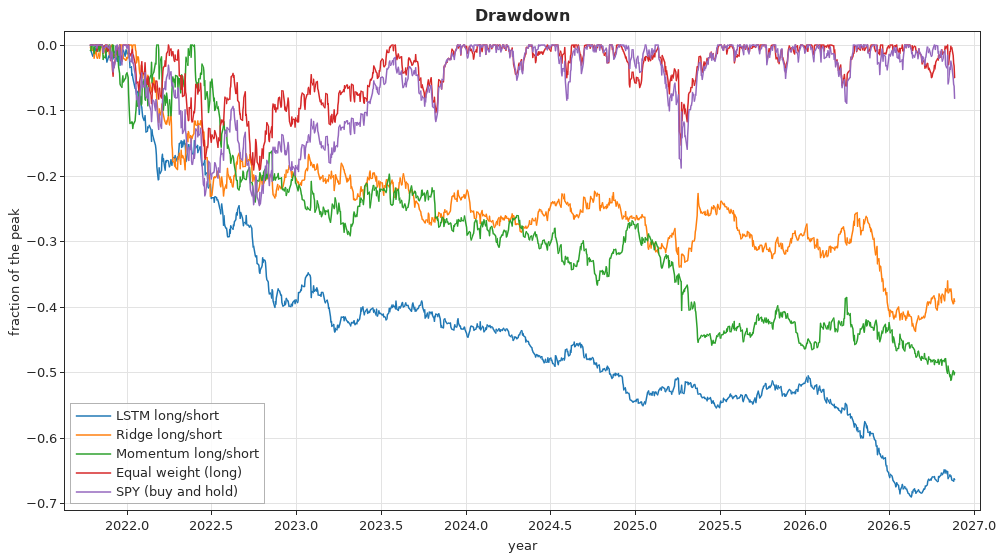 Drawdown
fraction of the peak
0.0
−0.1
−0.2
−0.3
−0.4
−0.5
−0.6
−0.7
LSTM long/short
Ridge long/short
Momentum long/short
Equal weight (long)
SPY (buy and hold)
2022.0 2022.5 2023.0 2023.5 2024.0 2024.5 2025.0 2025.5 2026.0 2026.5 2027.0
year